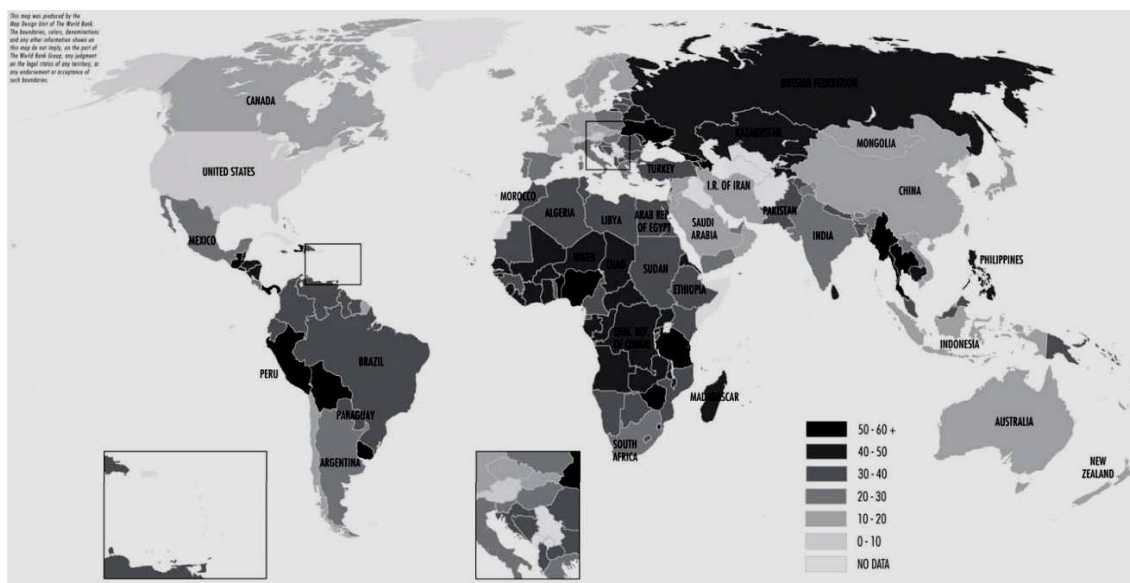 This map was produced by the
Map Design Unit of The World Bank.
The boundaries, colors, denominations
and any other information shown on
this map do not imply, on the part of
The World Bank Group, any judgment
on the legal status of any territory, or
any endorsement or acceptance of
such boundaries.
RUSSIAN FEDERATION
CANADA
KAZAKHSTAN
MONGOLIA
UNITED STATES
TURKEY
I.R. OF IRAN
CHINA
MOROCCO
ALGERIA
LIBYA
ARAB REP.
OF EGYPT
SAUDI
ARABIA
PAKISTAN
INDIA
MEXICO
NIGER
CHAD
SUDAN
ETHIOPIA
PHILIPPINES
DEM. REP.
OF CONGO
INDONESIA
BRAZIL
PERU
MADAGASCAR
PARAGUAY
SOUTH
AFRICA
AUSTRALIA
ARGENTINA
NEW
ZEALAND
50 - 60 +
40 - 50
30 - 40
20 - 30
10 - 20
0 - 10
NO DATA